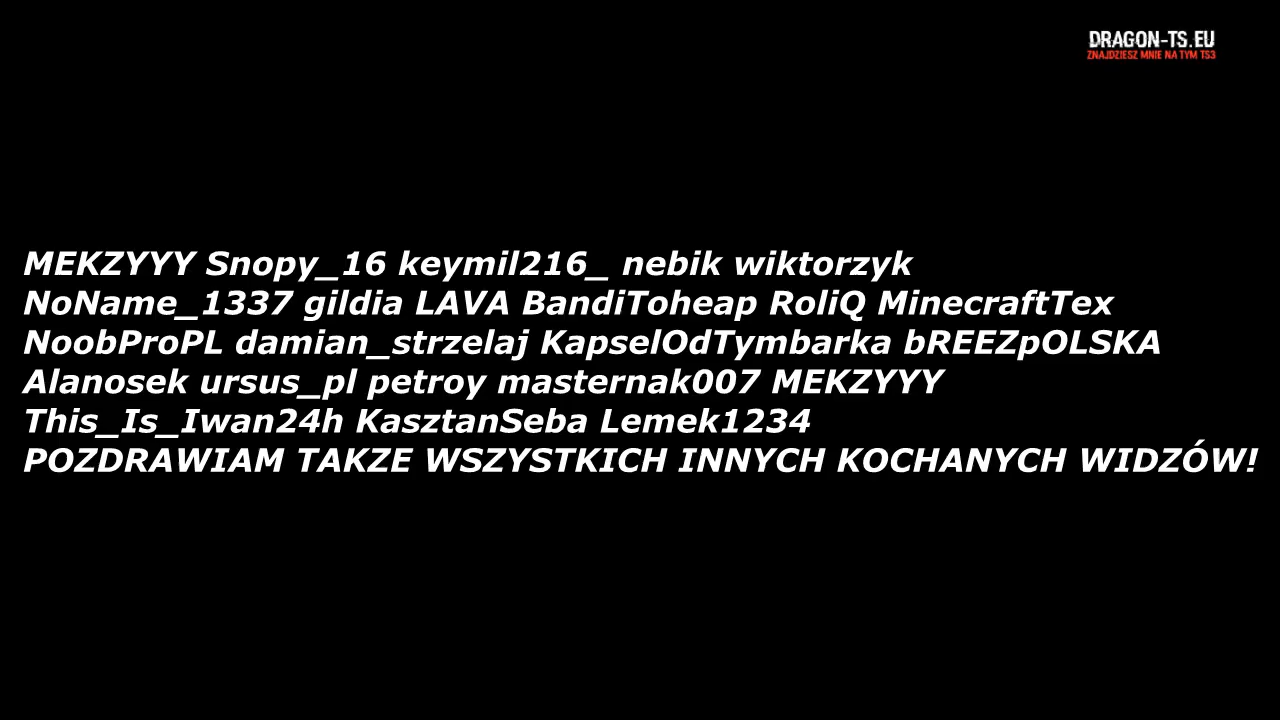 DRAGON-TS.EU
ZNAJDZIESZ MNIE NA TYM TS3
MEKZYYY Snopy_16 keymil216_ nebik wiktorzyk
NoName_1337 gildia LAVA BandiToheap RoliQ MinecraftTex
NoobProPL damian_strzelaj KapselOdTymbarka bREEZpOLSKA
Alanosek ursus_pl petroy masternak007 MEKZYYY
This_Is_Iwan24h KasztanSeba Lemek1234
POZDRAWIAM TAKZE WSZYSTKICH INNYCH KOCHANYCH WIDZÓW!